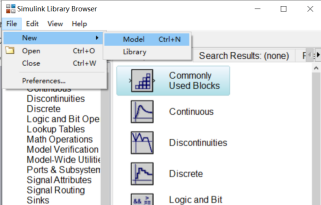 Simulink Library Browser
File Edit View Help
New Model Ctrl+N
Open Ctrl+O Library
Close Ctrl+W
Search Results: (none)
Preferences...
Commonly
Used Blocks
Continuous
Discontinuities
Discrete
Logic and Bit Ope
Lookup Tables
Math Operations
Model Verification
Model-Wide Utilitie
Ports & Subsystem
Signal Attributes
Signal Routing
Sinks
Continuous
Discontinuities
Discrete
Logic and Bit